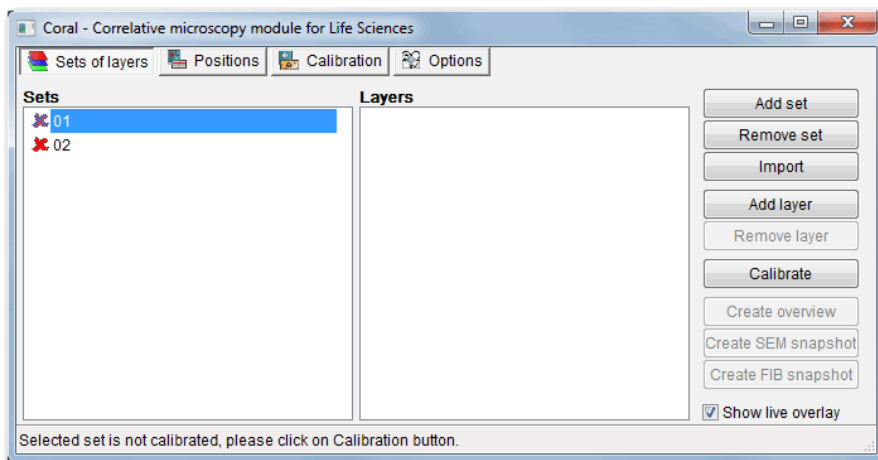 Coral - Correlative microscopy module for Life Sciences
Sets of layers Positions Calibration Options
Sets
01
02
Layers
Add set
Remove set
Import
Add layer
Remove layer
Calibrate
Create overview
Create SEM snapshot
Create FIB snapshot
Show live overlay
Selected set is not calibrated, please click on Calibration button.